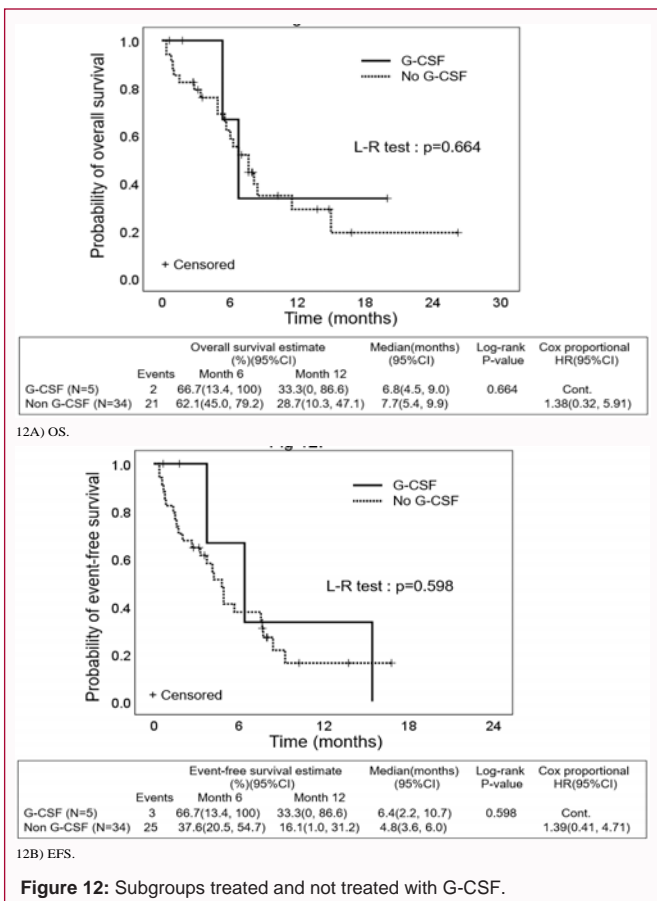 1.0
0.8
0.6
0.4
0.2
0.0
Probability of overall survival
G-CSF
No G-CSF
L-R test : p=0.664
+ Censored
0 6 12 18 24 30
Time (months)
Overall survival estimate Median(months) Log-rank Cox proportional
(%)(95%CI) (95%CI) P-value HR(95%CI)
Events Month 6 Month 12
G-CSF (N=5) 2 66.7(13.4, 100) 33.3(0, 86.6) 6.8(4.5, 9.0) 0.664 Cont.
Non G-CSF (N=34) 21 62.1(45.0, 79.2) 28.7(10.3, 47.1) 7.7(5.4, 9.9) 1.38(0.32, 5.91)
12A) OS.
1.0
0.8
0.6
0.4
0.2
0.0
Probability of event-free survival
G-CSF
No G-CSF
L-R test : p=0.598
+ Censored
0 6 12 18 24
Time (months)
Event-free survival estimate Median(months) Log-rank Cox proportional
(%)(95%CI) (95%CI) P-value HR(95%CI)
Events Month 6 Month 12
G-CSF (N=5) 3 66.7(13.4, 100) 33.3(0, 86.6) 6.4(2.2, 10.7) 0.598 Cont.
Non G-CSF (N=34) 25 37.6(20.5, 54.7) 16.1(1.0, 31.2) 4.8(3.6, 6.0) 1.39(0.41, 4.71)
12B) EFS.
Figure 12: Subgroups treated and not treated with G-CSF.